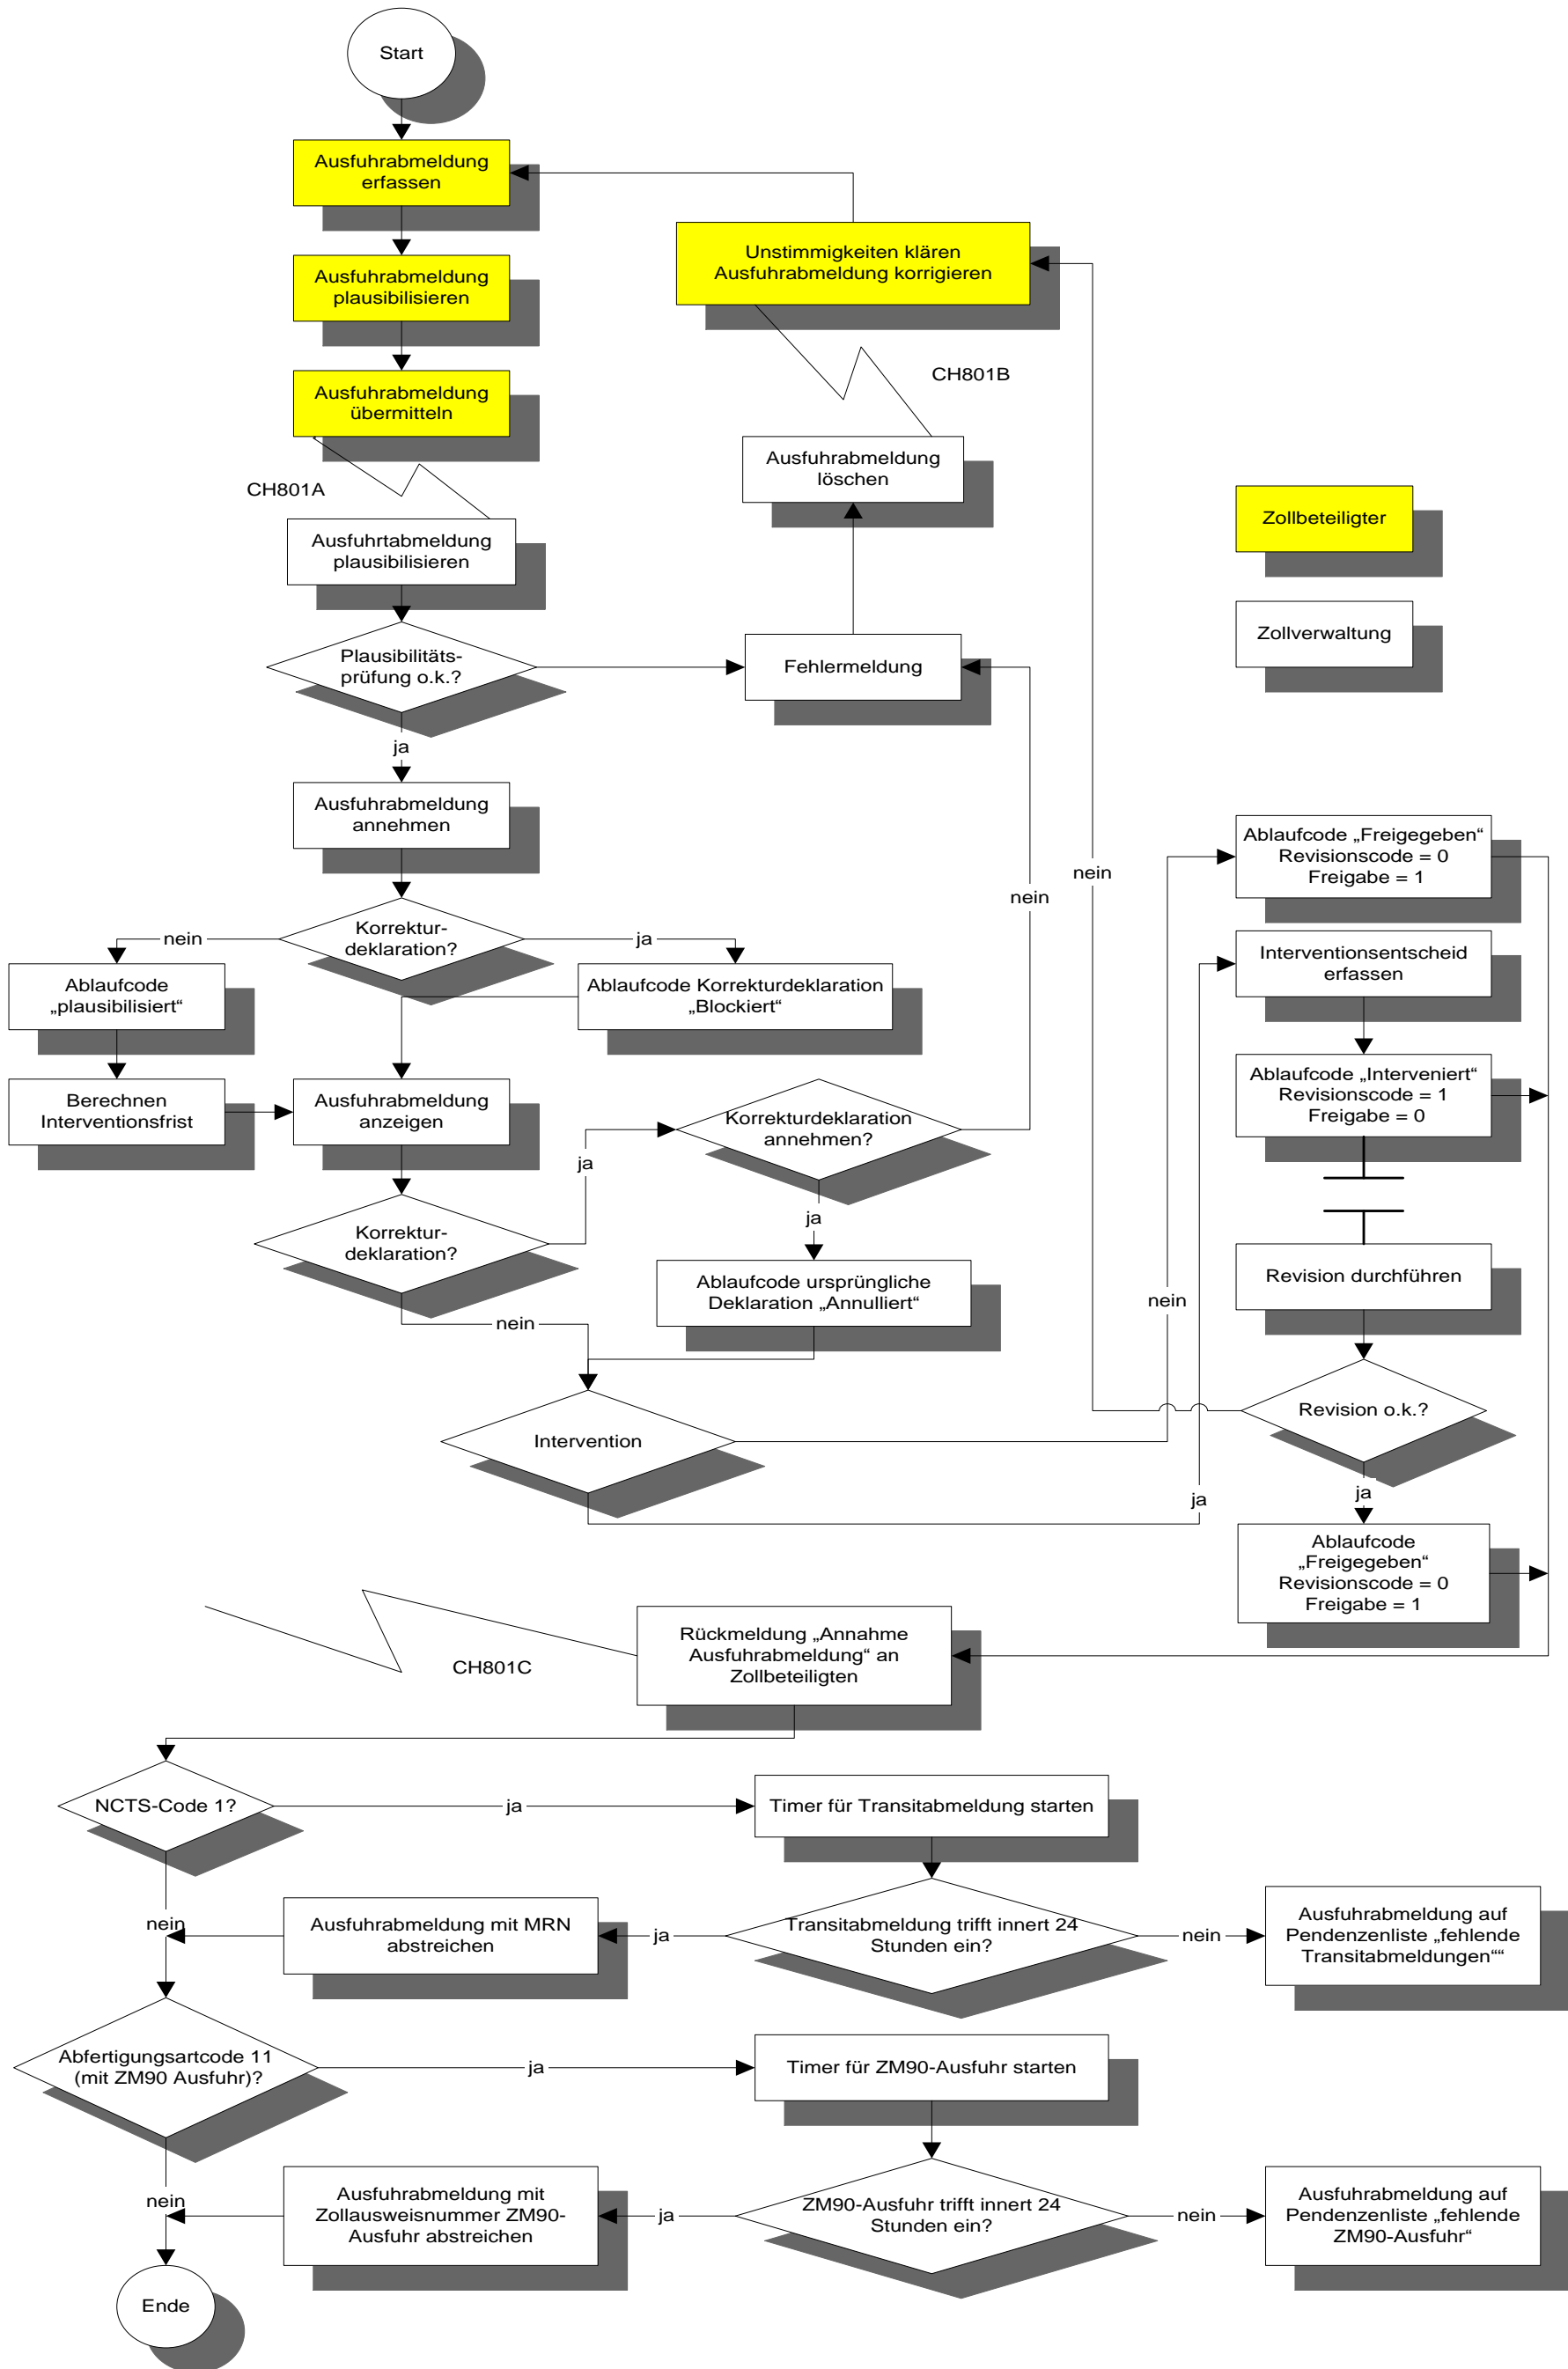 Start
Ausfuhrabmeldung
erfassen
Ausfuhrabmeldung
plausibilisieren
Ausfuhrabmeldung
übermitteln
Unstimmigkeiten klären
Ausfuhrabmeldung korrigieren
CH801B
Ausfuhrabmeldung
löschen
CH801A
Ausfuhrtabmeldung
plausibilisieren
Zollbeteiligter
Zollverwaltung
Plausibilitäts-
prüfung o.k.?
Fehlermeldung
ja
Ausfuhrabmeldung
annehmen
nein
nein
Ablaufcode „Freigegeben“
Revisionscode = 0
Freigabe = 1
Korrektur-
deklaration?
nein
ja
Interventionsentscheid
erfassen
Ablaufcode
„plausibilisiert“
Ablaufcode Korrekturdeklaration
„Blockiert“
Berechnen
Interventionsfrist
Ausfuhrabmeldung
anzeigen
Korrekturdeklaration
annehmen?
Ablaufcode „Interveniert“
Revisionscode = 1
Freigabe = 0
ja
ja
Korrektur-
deklaration?
Ablaufcode ursprüngliche
Deklaration „Annulliert“
Revision durchführen
nein
nein
Intervention
Revision o.k.?
ja
ja
Ablaufcode
„Freigegeben“
Revisionscode = 0
Freigabe = 1
Rückmeldung „Annahme
Ausfuhrabmeldung“ an
Zollbeteiligten
CH801C
NCTS-Code 1?
ja
Timer für Transitabmeldung starten
nein
Ausfuhrabmeldung mit MRN
abstreichen
ja
Transitabmeldung trifft innert 24
Stunden ein?
nein
Ausfuhrabmeldung auf
Pendenzenliste „fehlende
Transitabmeldungen““
Abfertigungsartcode 11
(mit ZM90 Ausfuhr)?
ja
Timer für ZM90-Ausfuhr starten
nein
Ausfuhrabmeldung mit
Zollausweisnummer ZM90-
Ausfuhr abstreichen
ja
ZM90-Ausfuhr trifft innert 24
Stunden ein?
nein
Ausfuhrabmeldung auf
Pendenzenliste „fehlende
ZM90-Ausfuhr“
Ende